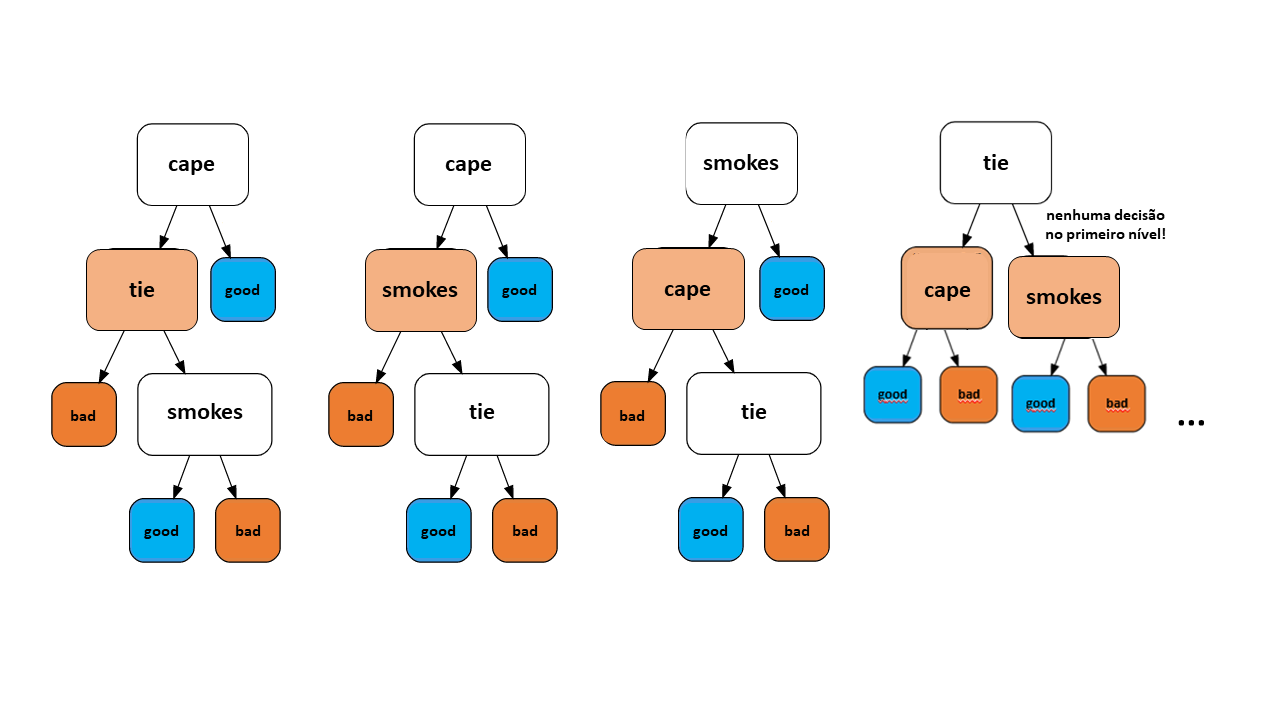 cape
tie
good
bad
smokes
good
bad
cape
smokes
good
bad
tie
good
bad
smokes
cape
good
bad
tie
good
bad
tie
nenhuma decisão
no primeiro nível!
cape
smokes
good
bad
good
bad
...